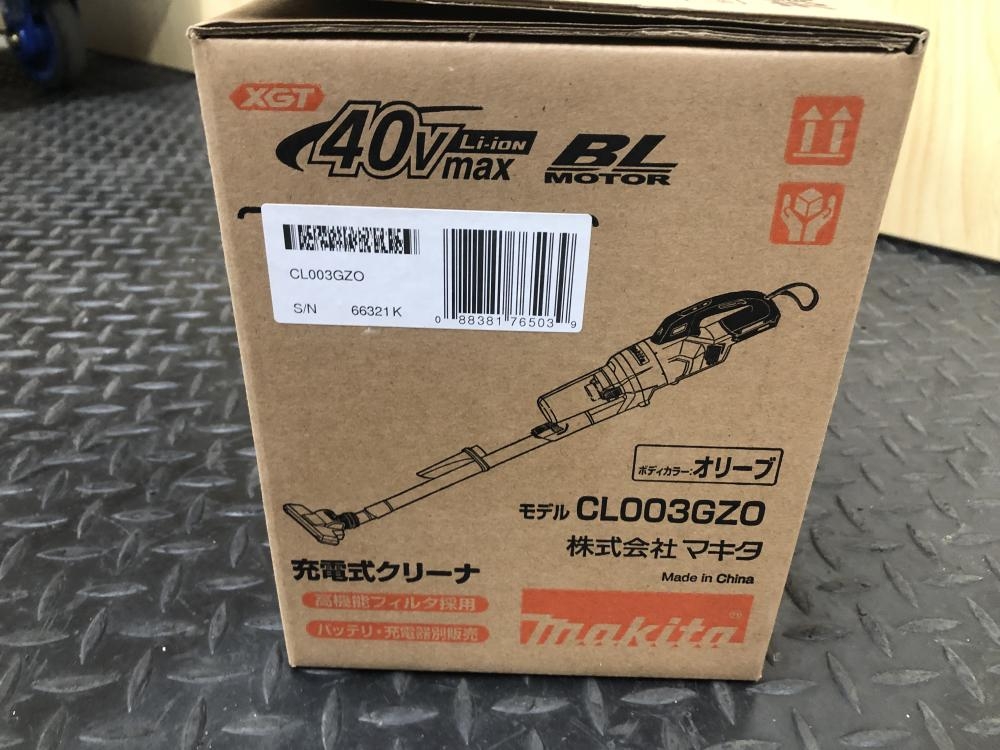 XGT
40Vmax Li-ion
BL
MOTOR
CL003GZO
S/N 66321K
0 88381 76503 9
makita
ボディカラー:オリーブ
モデル CL003GZO
株式会社 マキタ
Made in China
充電式クリーナ
高機能フィルタ採用
バッテリ・充電器別販売
makita®